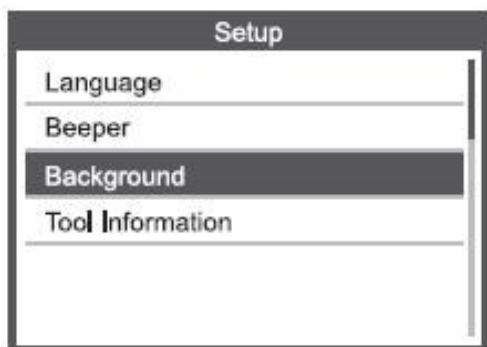 Setup
Language
Beeper
Background
Tool Information